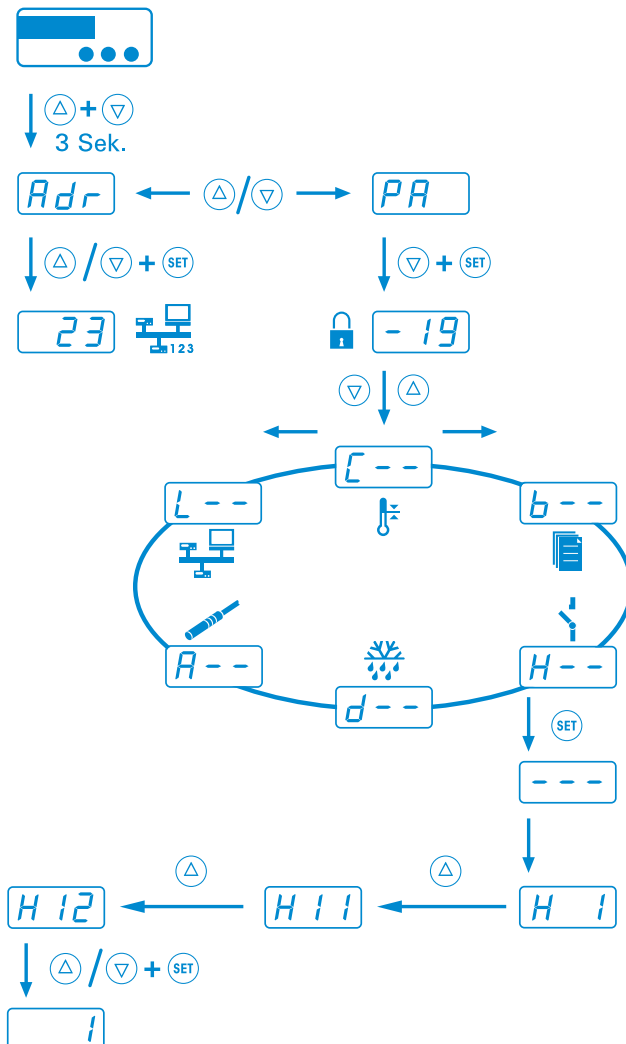 +
3 Sek.
Adr / PA
/ + SET + SET
23 123 -19
C--
L-- b--
A-- H--
d--
SET
---
H12 H11 H 1
/ + SET
1